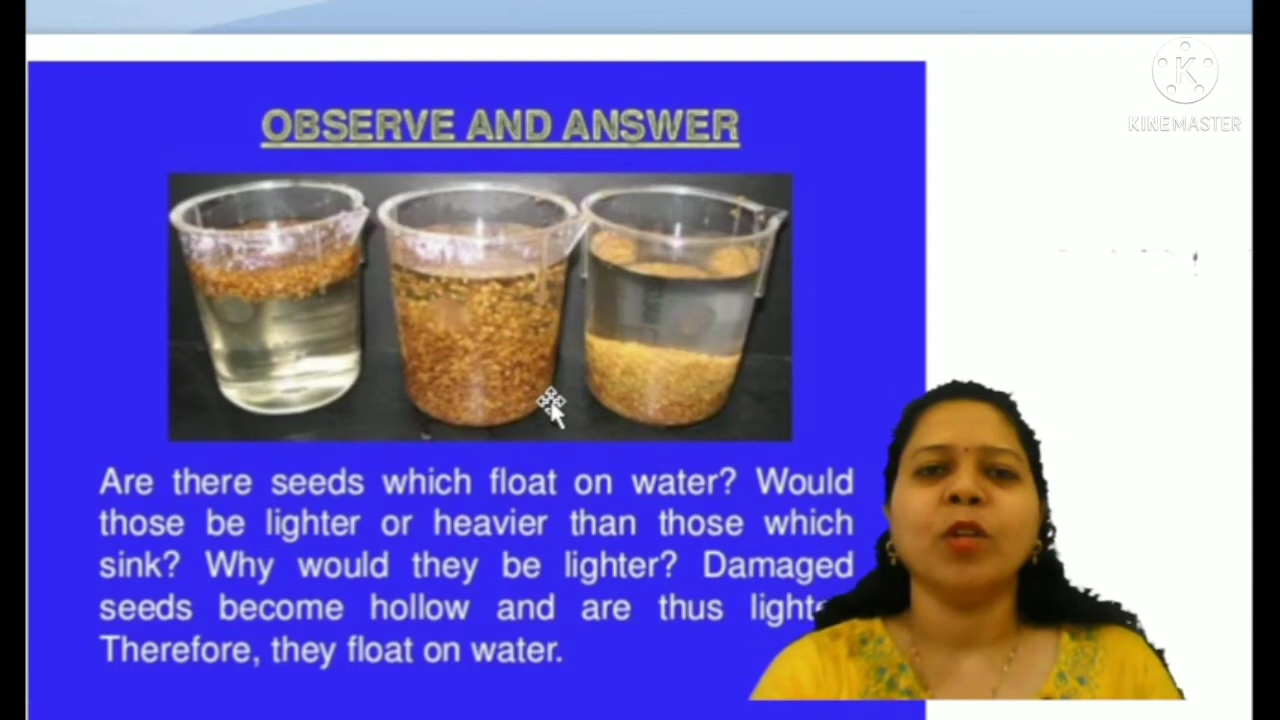 K
KINEMASTER
OBSERVE AND ANSWER
Are there seeds which float on water? Would
those be lighter or heavier than those which
sink? Why would they be lighter? Damaged
seeds become hollow and are thus
Therefore, they float on water.